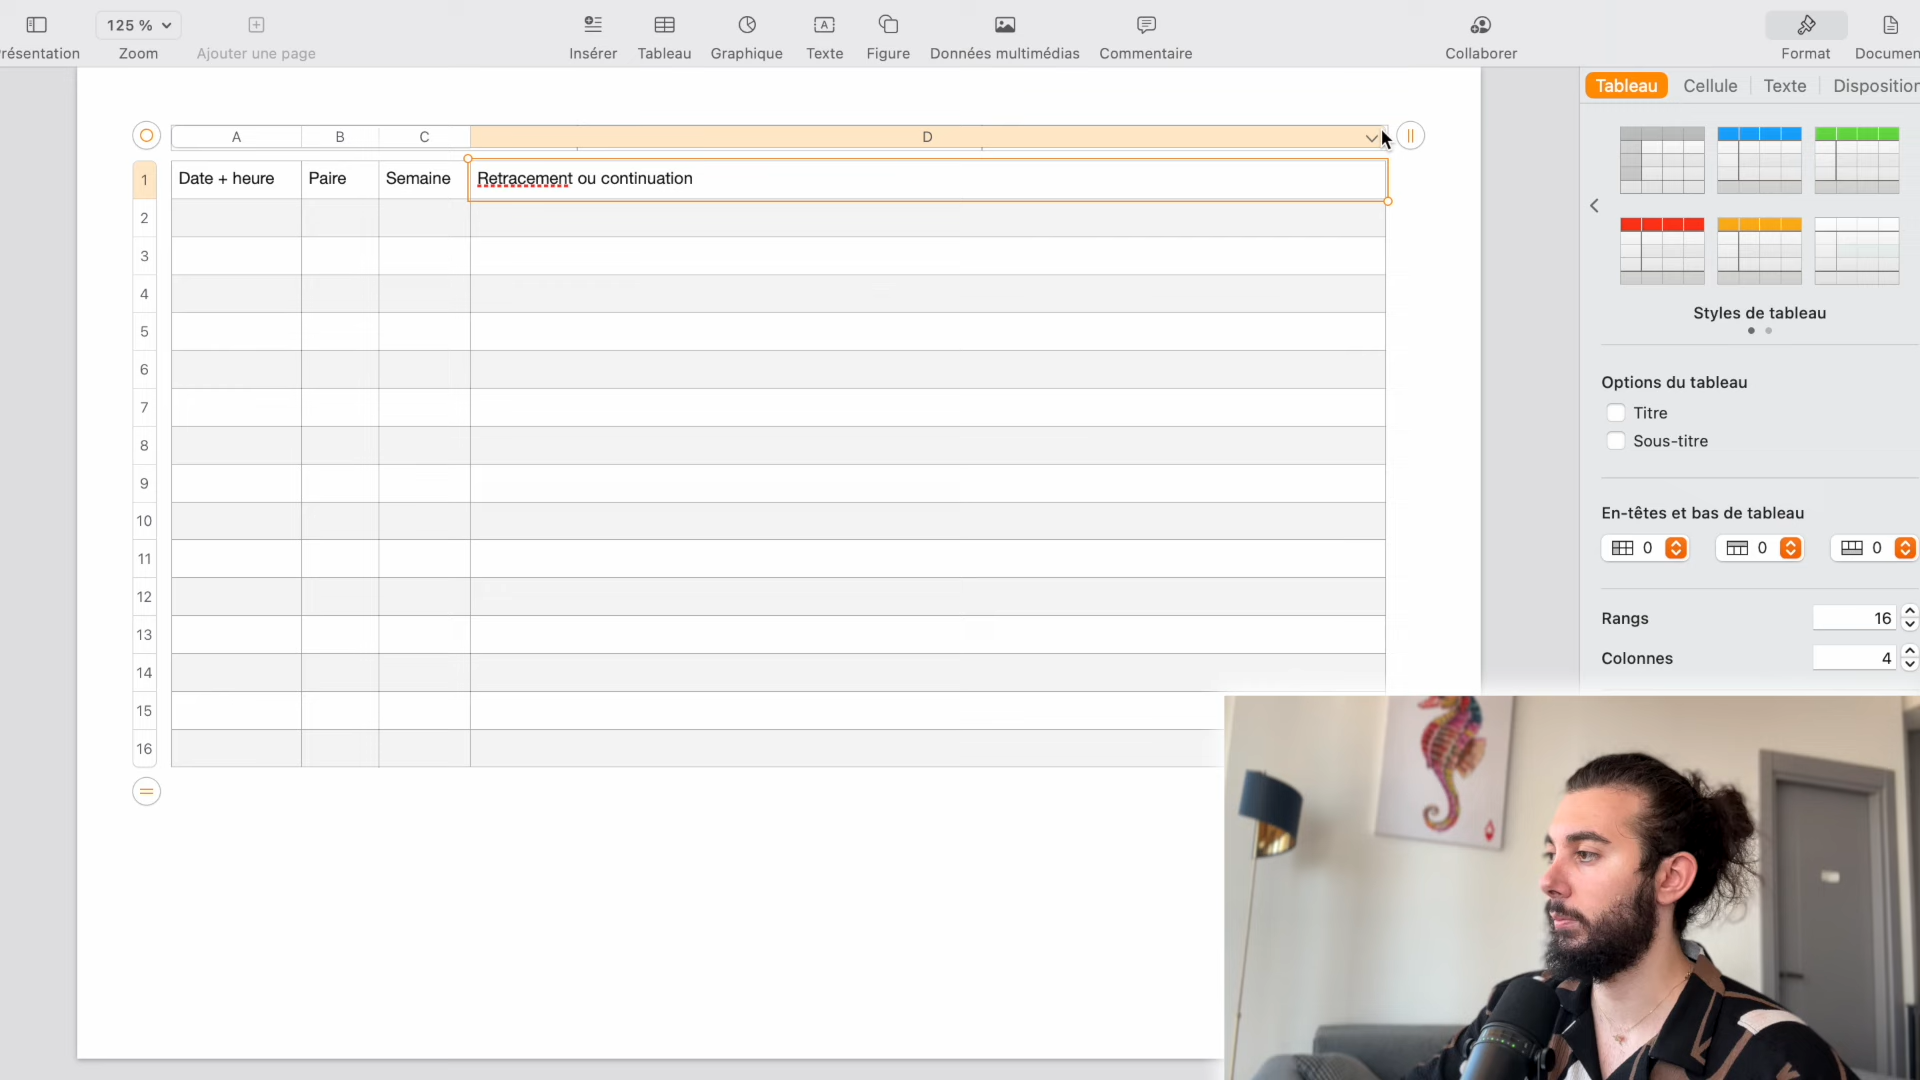 125 %
Présentation
Zoom
Ajouter une page
Insérer
Tableau
Graphique
Texte
Figure
Données multimédias
Commentaire
Collaborer
Format
Documen
Tableau
Cellule
Texte
Disposition
A
B
C
D
1
Date + heure
Paire
Semaine
Retracement ou continuation
2
3
4
5
6
7
8
9
10
11
12
13
14
15
16
Styles de tableau
Options du tableau
Titre
Sous-titre
En-têtes et bas de tableau
0
0
0
Rangs
16
Colonnes
4